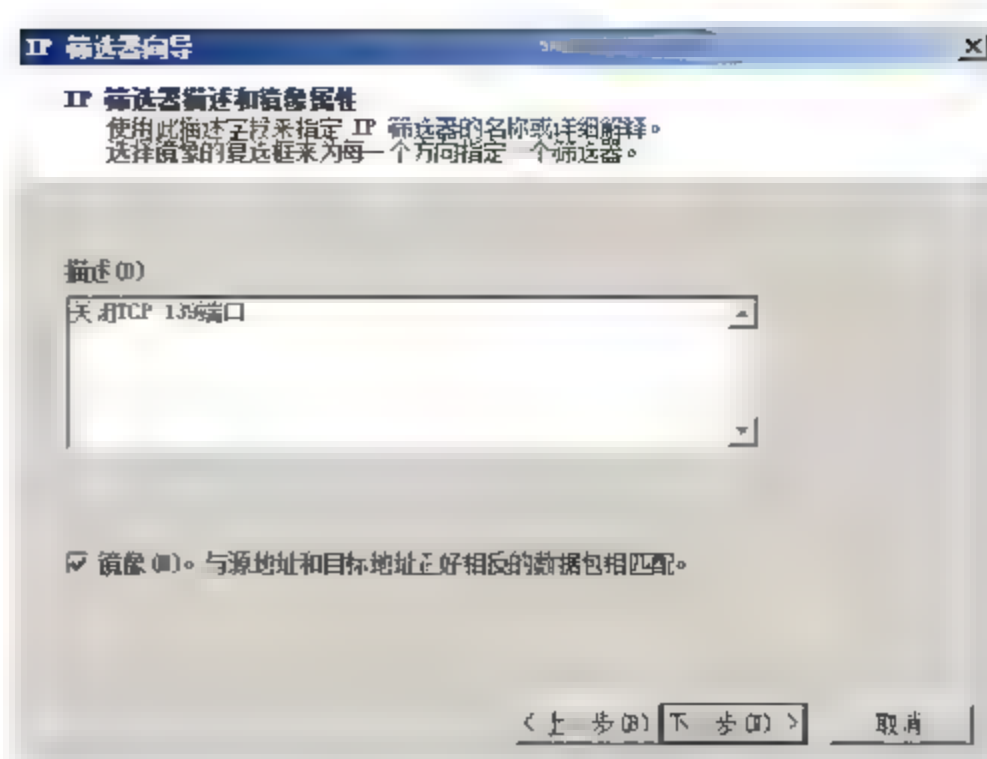 IP 筛选器向导
IP 筛选器描述和镜像属性
使用此描述字段来指定 IP 筛选器的名称或详细解释。
选择镜像的复选框来为每一个方向指定一个筛选器。
描述(D)
关闭TCP 端口
镜像(M)。与源地址和目标地址正好相反的数据包相匹配。
< 上一步(B)
下一步(N) >
取消